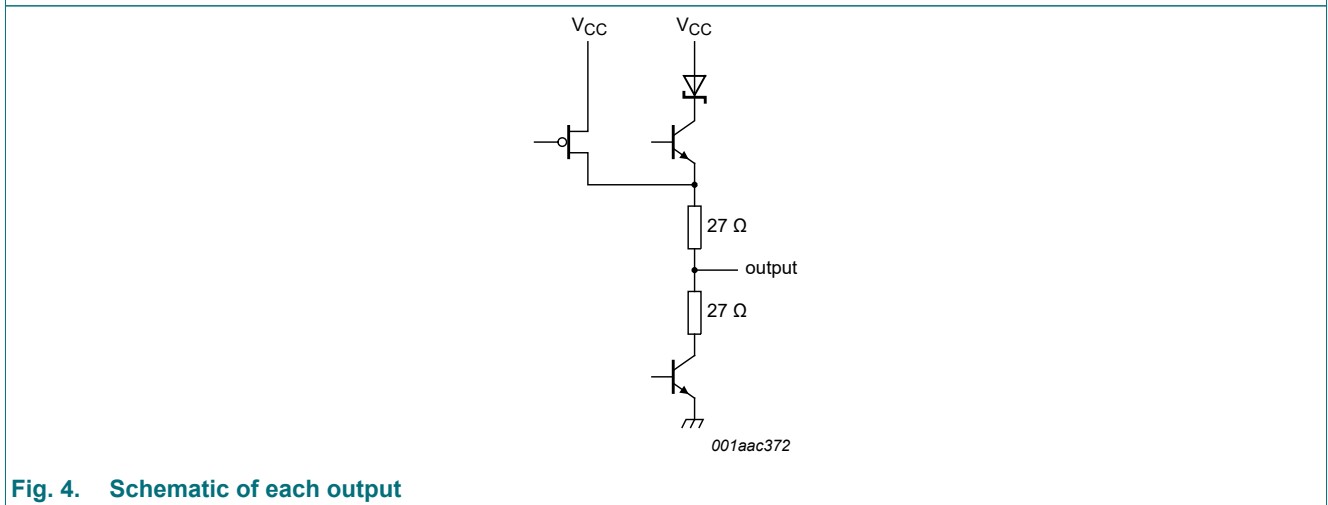 VCC VCC
27 Ω
output
27 Ω
001aac372
Fig. 4. Schematic of each output